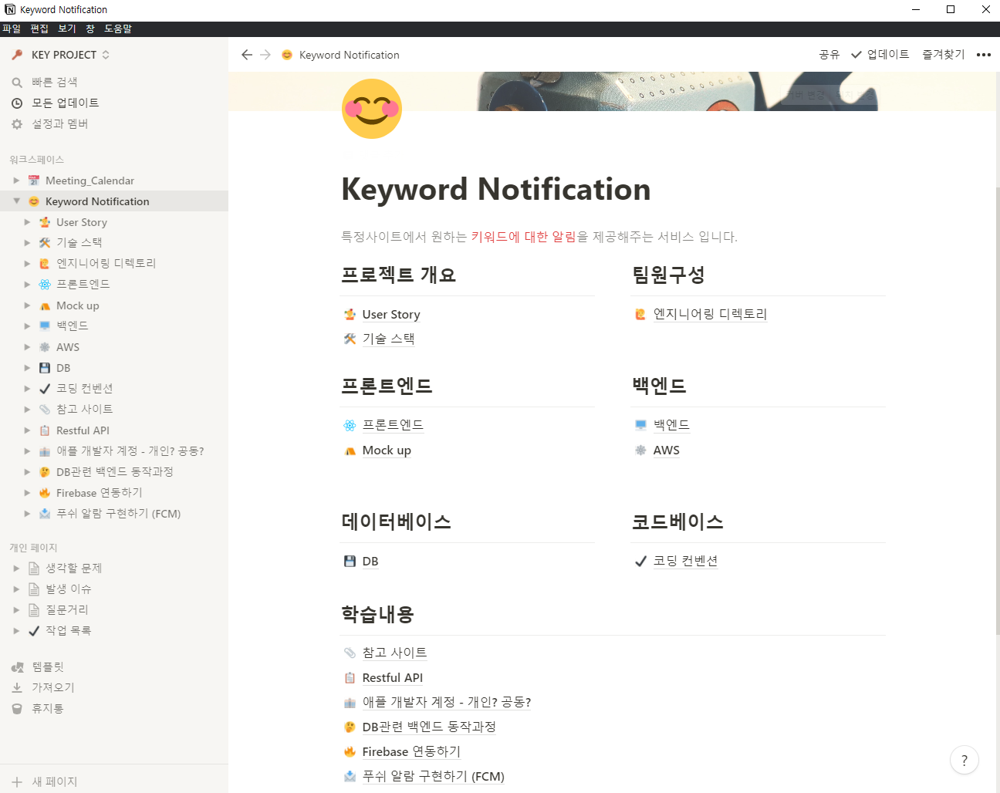 Keyword Notification
파일 편집 보기 창 도움말
KEY PROJECT
빠른 검색
모든 업데이트
설정과 멤버
워크스페이스
Meeting_Calendar
Keyword Notification
User Story
기술 스택
엔지니어링 디렉토리
프론트엔드
Mock up
백엔드
AWS
DB
코딩 컨벤션
참고 사이트
Restful API
애플 개발자 계정 - 개인? 공동?
DB관련 백엔드 동작과정
Firebase 연동하기
푸쉬 알람 구현하기 (FCM)
개인 페이지
생각할 문제
발생 이슈
질문거리
작업 목록
템플릿
가져오기
휴지통
새 페이지
Keyword Notification
공유 업데이트 즐겨찾기
커버 변경 위치 변경
Keyword Notification
특정사이트에서 원하는 키워드에 대한 알림을 제공해주는 서비스 입니다.
프로젝트 개요
User Story
기술 스택
팀원구성
엔지니어링 디렉토리
프론트엔드
프론트엔드
Mock up
백엔드
백엔드
AWS
데이터베이스
DB
코드베이스
코딩 컨벤션
학습내용
참고 사이트
Restful API
애플 개발자 계정 - 개인? 공동?
DB관련 백엔드 동작과정
Firebase 연동하기
푸쉬 알람 구현하기 (FCM)
?